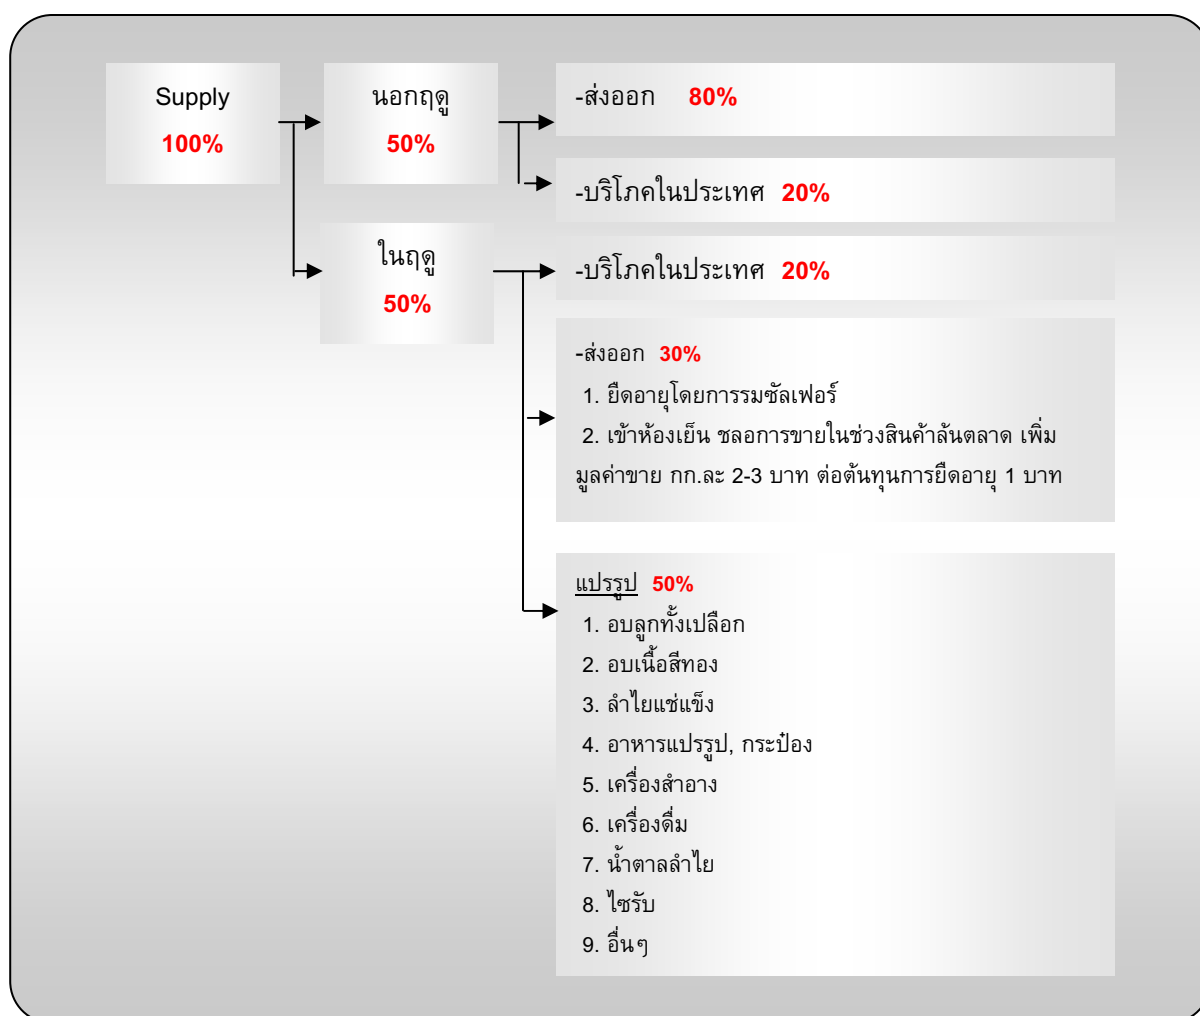 Supply
100%
นอกฤดู
50%
-ส่งออก 80%
-บริโภคในประเทศ 20%
ในฤดู
50%
-บริโภคในประเทศ 20%
-ส่งออก 30%
1. ยืดอายุโดยการรมซัลเฟอร์
2. เข้าห้องเย็น ชลอการขายในช่วงสินค้าล้นตลาด เพิ่ม
มูลค่าขาย กก.ละ 2-3 บาท ต่อต้นทุนการยืดอายุ 1 บาท
แปรรูป 50%
1. อบลูกทั้งเปลือก
2. อบเนื้อสีทอง
3. ลำไยแช่แข็ง
4. อาหารแปรรูป, กระป๋อง
5. เครื่องสำอาง
6. เครื่องดื่ม
7. น้ำตาลลำไย
8. ไซรับ
9. อื่นๆ